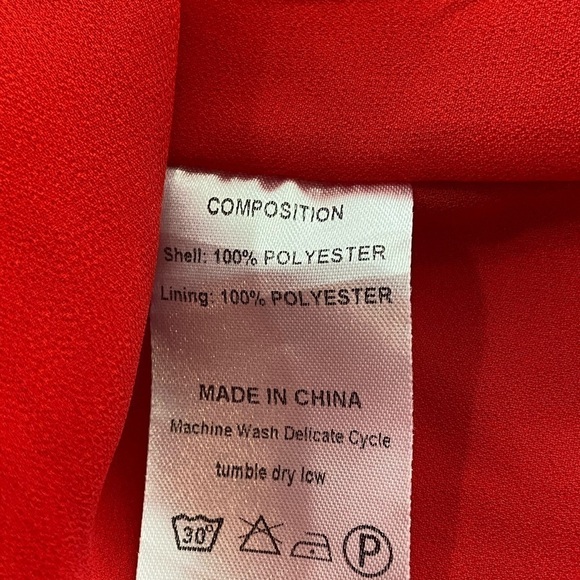 COMPOSITION
Shell: 100% POLYESTER
Lining: 100% POLYESTER
MADE IN CHINA
Machine Wash Delicate Cycle
tumble dry low
30° P